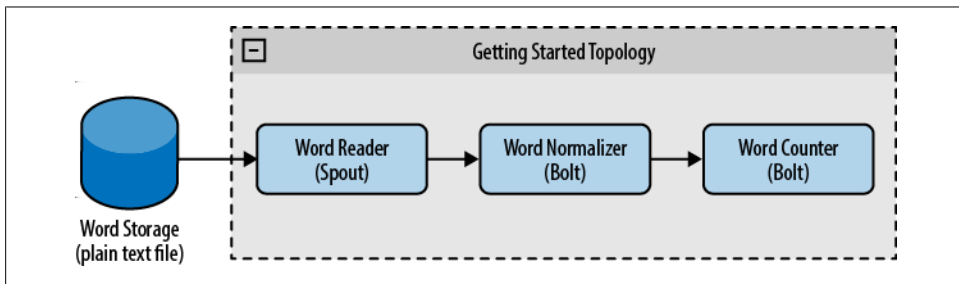 Getting Started Topology
Word Reader
(Spout)
Word Normalizer
(Bolt)
Word Counter
(Bolt)
Word Storage
(plain text file)